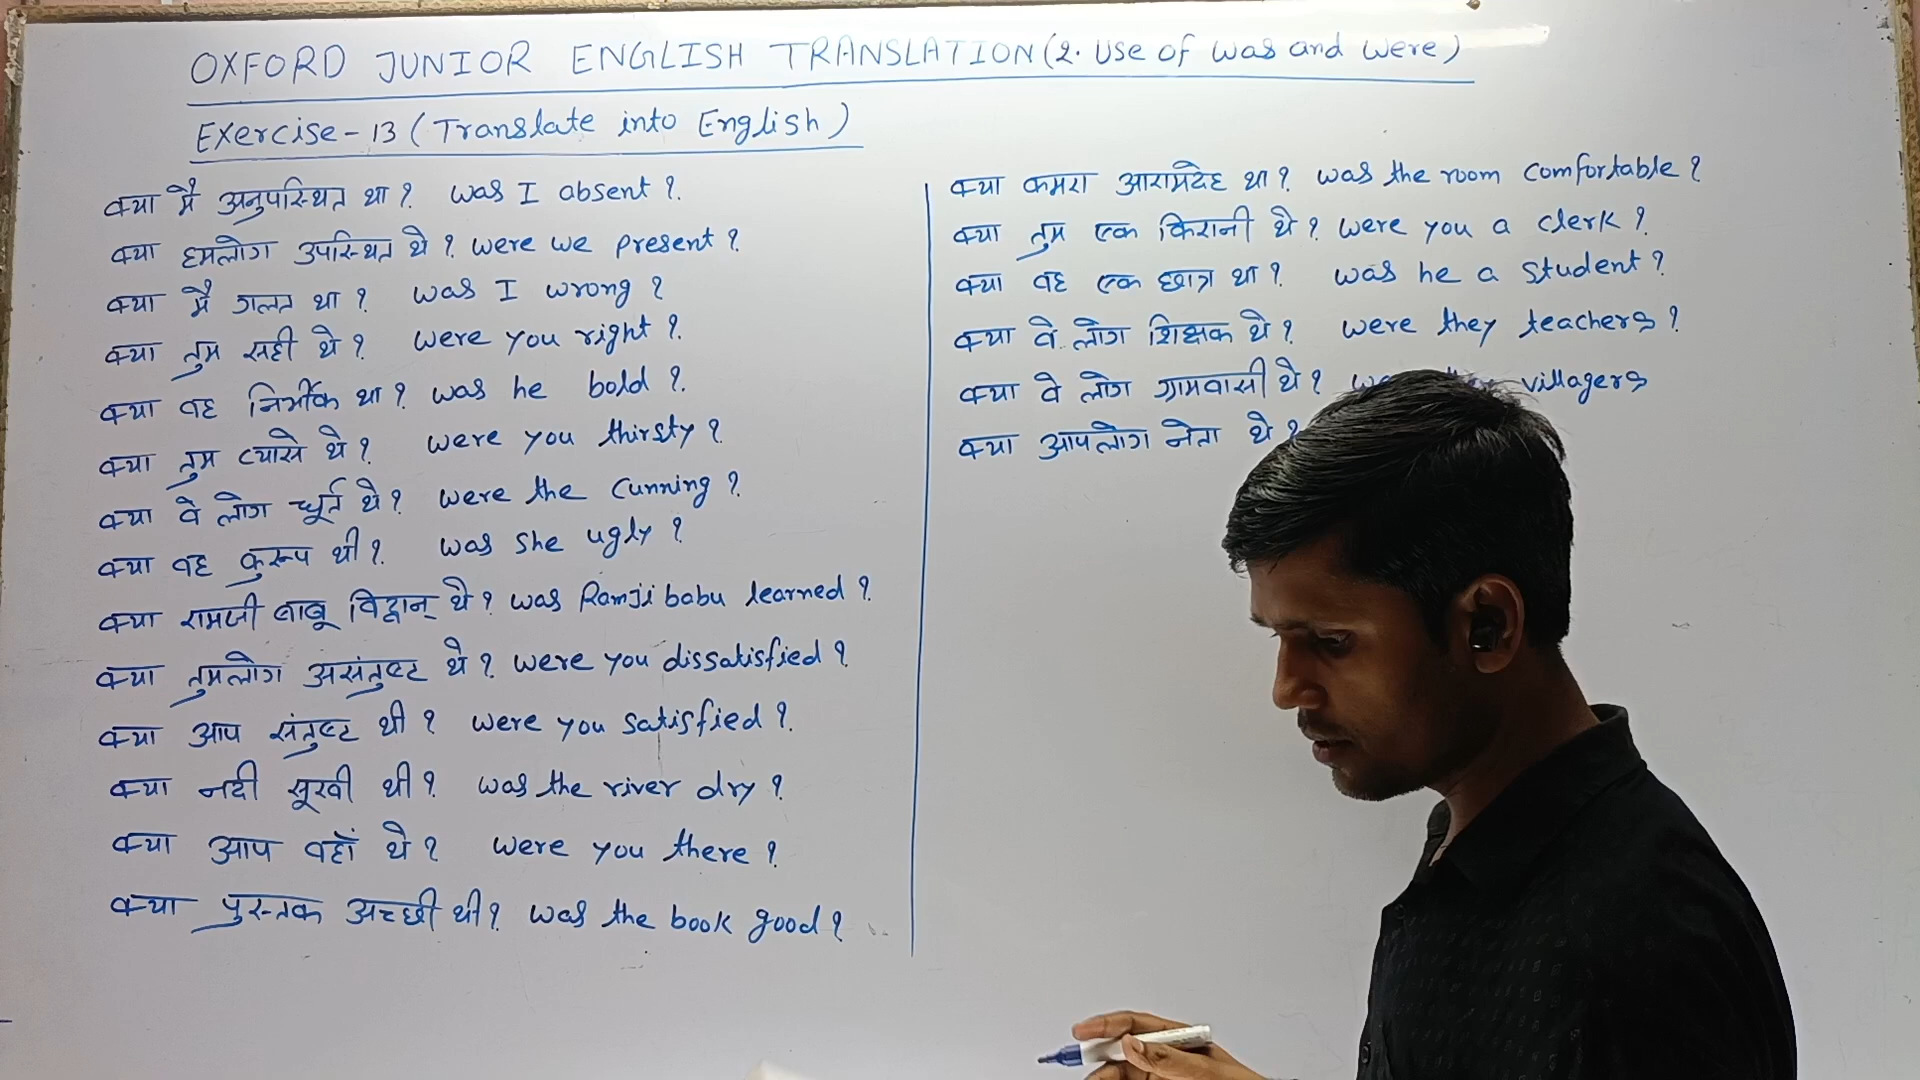 OXFORD JUNIOR ENGLISH TRANSLATION (2. Use of was and were)
Exercise - 13 (Translate into English)
क्या मैं अनुपस्थित था? was I absent?
क्या हमलोग उपस्थित थे? were we present?
क्या मैं गलत था? was I wrong?
क्या तुम सही थे? were you right?
क्या वह निर्भीक था? was he bold?
क्या तुम प्यासे थे? were you thirsty?
क्या वे लोग धूर्त थे? were the cunning?
क्या वह कुरूप थी? was she ugly?
क्या रामजी बाबू विद्वान् थे? was Ramji babu learned?
क्या तुमलोग असंतुष्ट थे? were you dissatisfied?
क्या आप संतुष्ट थी? were you satisfied?
क्या नदी सूखी थी? was the river dry?
क्या आप वहाँ थे? were you there?
क्या पुस्तक अच्छी थी? was the book good?
क्या कमरा आरामदेह था? was the room comfortable?
क्या तुम एक किरानी थे? were you a clerk?
क्या वह एक छात्र था? was he a student?
क्या वे लोग शिक्षक थे? were they teachers?
क्या वे लोग ग्रामवासी थे? villagers
क्या आपलोग नेता थे?